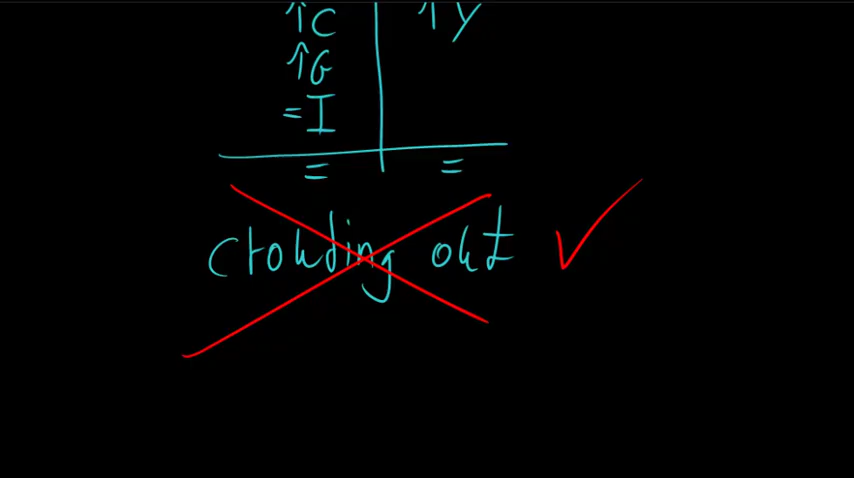 ↑C ↑y
↑G
= I
= =
crowding out